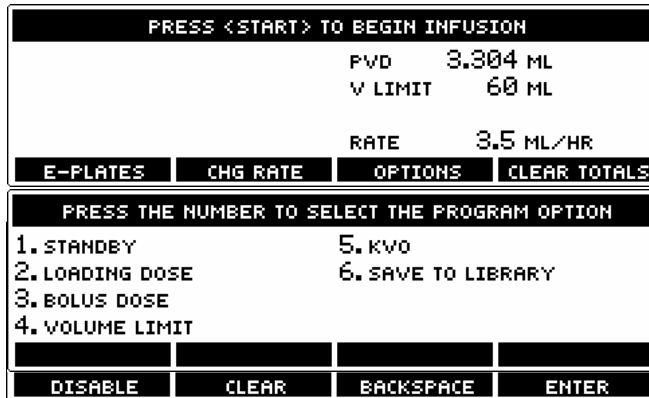 PRESS <START> TO BEGIN INFUSION
PVD 3.304 ML
V LIMIT 60 ML
RATE 3.5 ML/HR
E-PLATES CHG RATE OPTIONS CLEAR TOTALS
PRESS THE NUMBER TO SELECT THE PROGRAM OPTION
1. STANDBY 5. KVO
2. LOADING DOSE 6. SAVE TO LIBRARY
3. BOLUS DOSE
4. VOLUME LIMIT
DISABLE CLEAR BACKSPACE ENTER